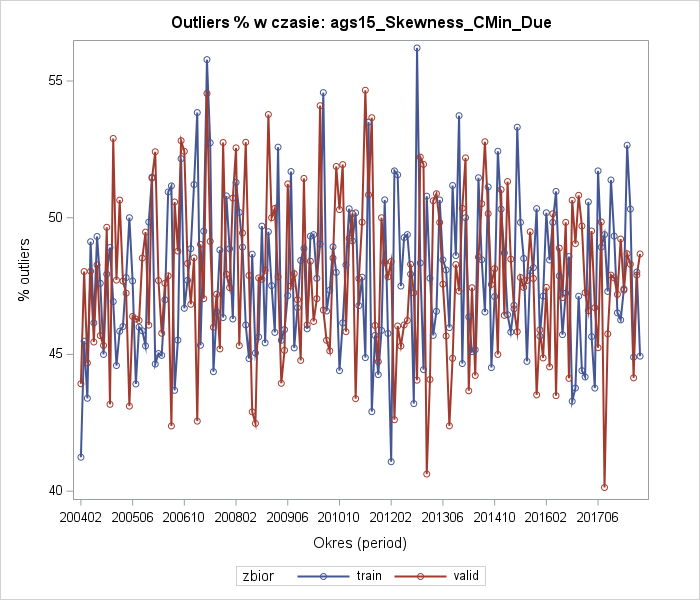 Outliers % w czasie: ags15_Skewness_CMin_Due
55
50
45
40
% outliers
200402 200506 200610 200802 200906 201010 201202 201306 201410 201602 201706
Okres (period)
zbior train valid